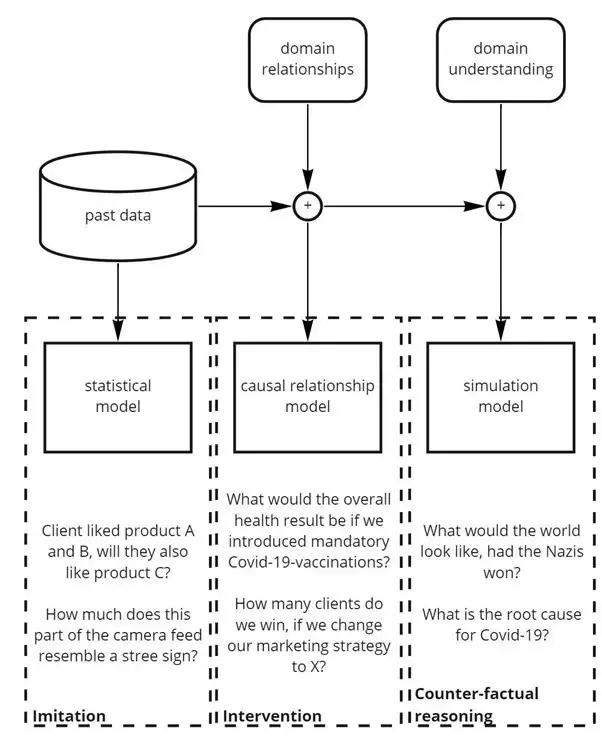 domain
relationships
domain
understanding
past data
+
+
statistical
model
causal relationship
model
simulation
model
Client liked product A
and B, will they also
like product C?
How much does this
part of the camera feed
resemble a stree sign?
Imitation
What would the overall
health result be if we
introduced mandatory
Covid-19-vaccinations?
How many clients do
we win, if we change
our marketing strategy
to X?
Intervention
What would the world
look like, had the Nazis
won?
What is the root cause
for Covid-19?
Counter-factual
reasoning